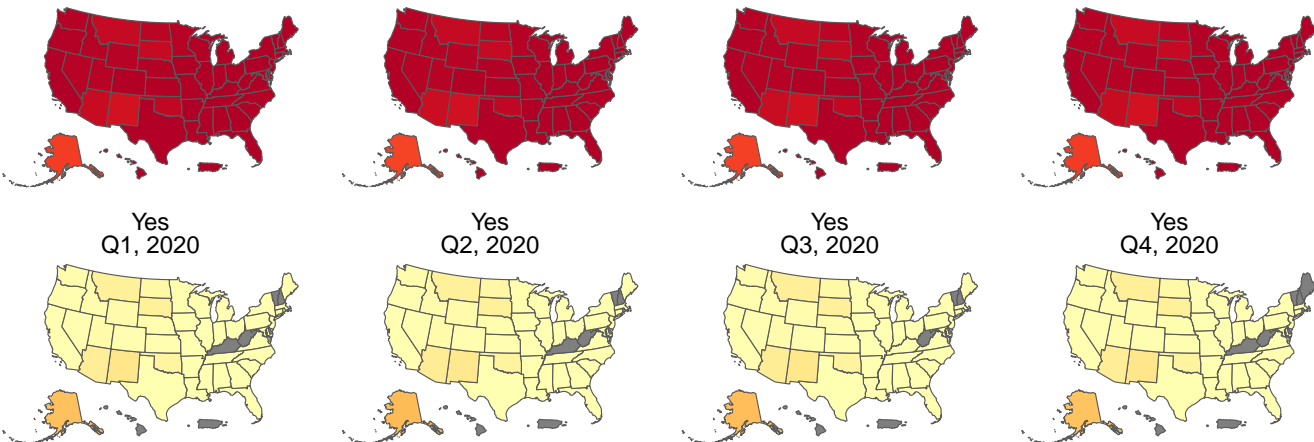 Yes
Q1, 2020
Yes
Q2, 2020
Yes
Q3, 2020
Yes
Q4, 2020